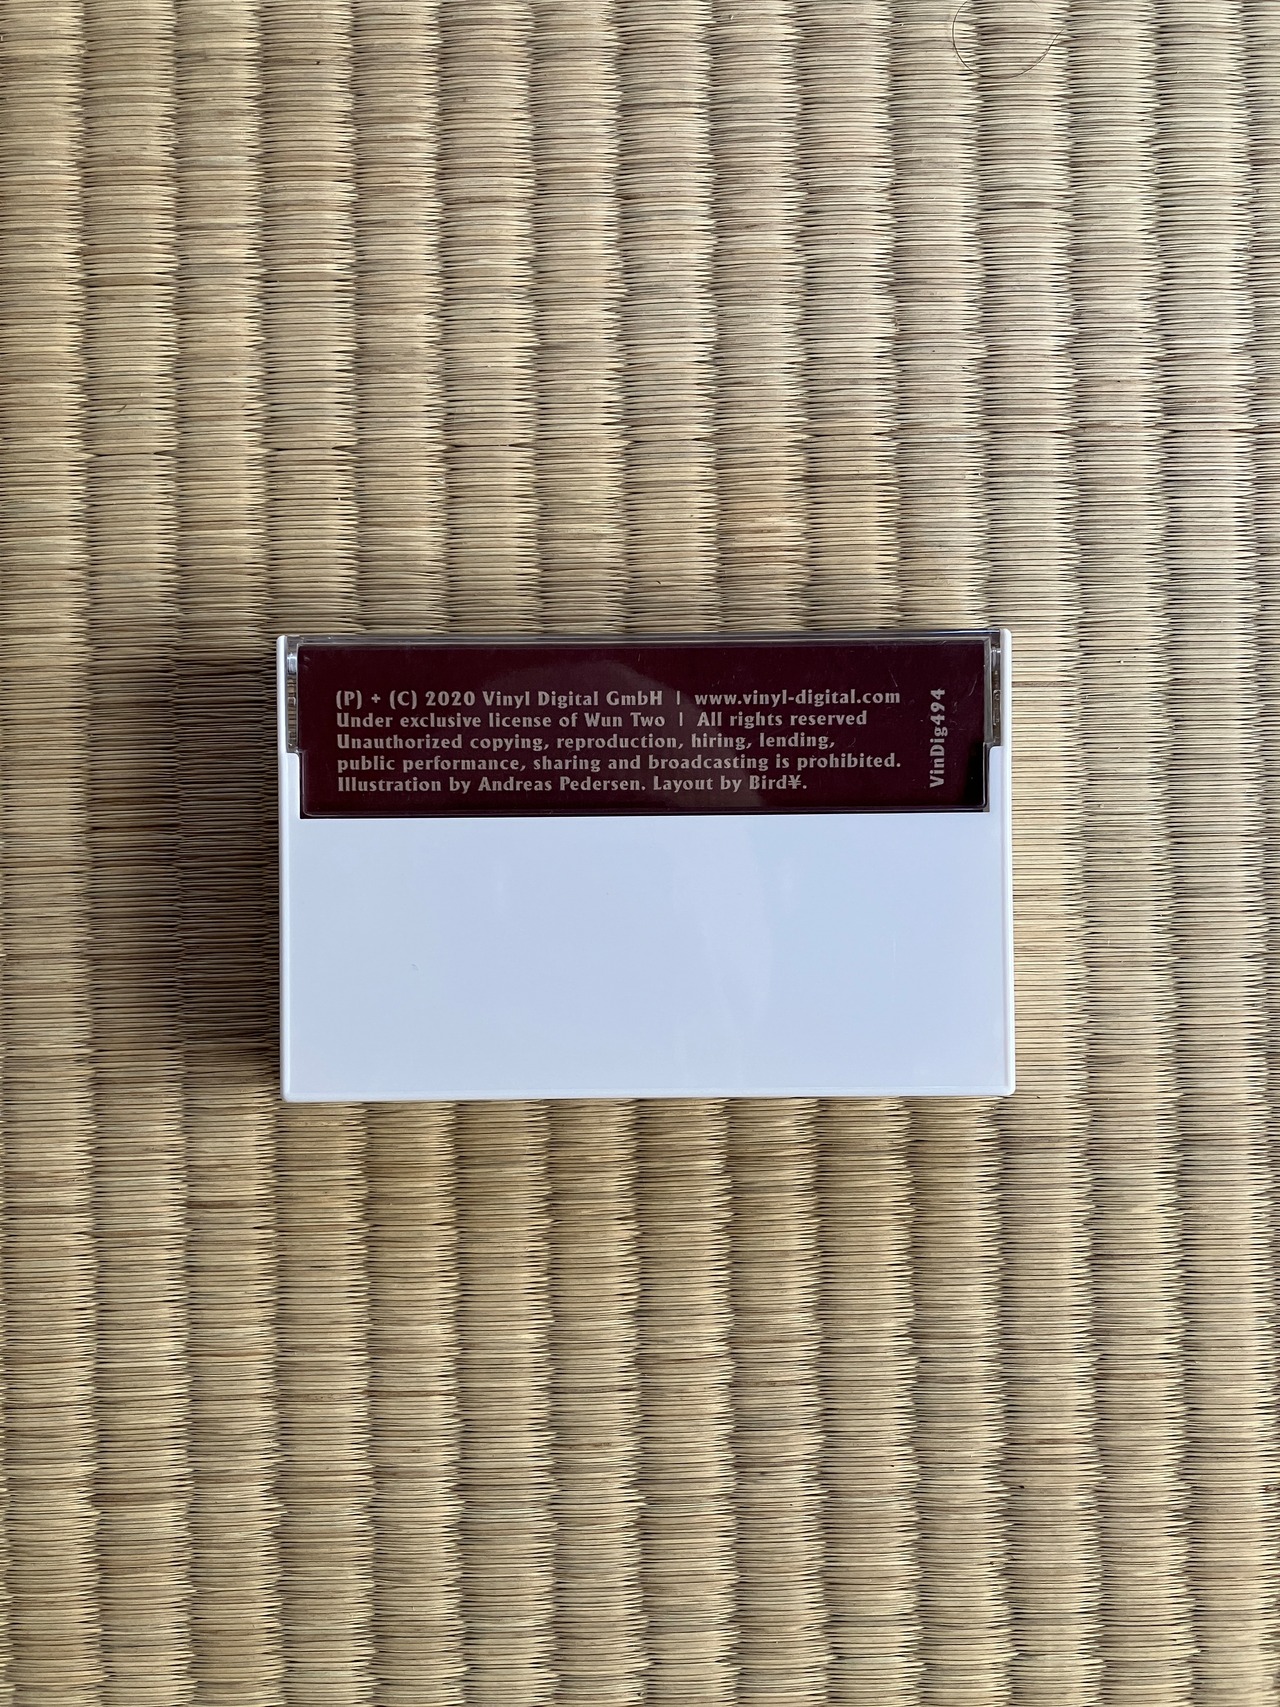 (P) + (C) 2020 Vinyl Digital GmbH | www.vinyl-digital.com
Under exclusive license of Wun Two | All rights reserved
Unauthorized copying, reproduction, hiring, lending,
public performance, sharing and broadcasting is prohibited.
Illustration by Andreas Pedersen. Layout by Bird¥.
VinDig494